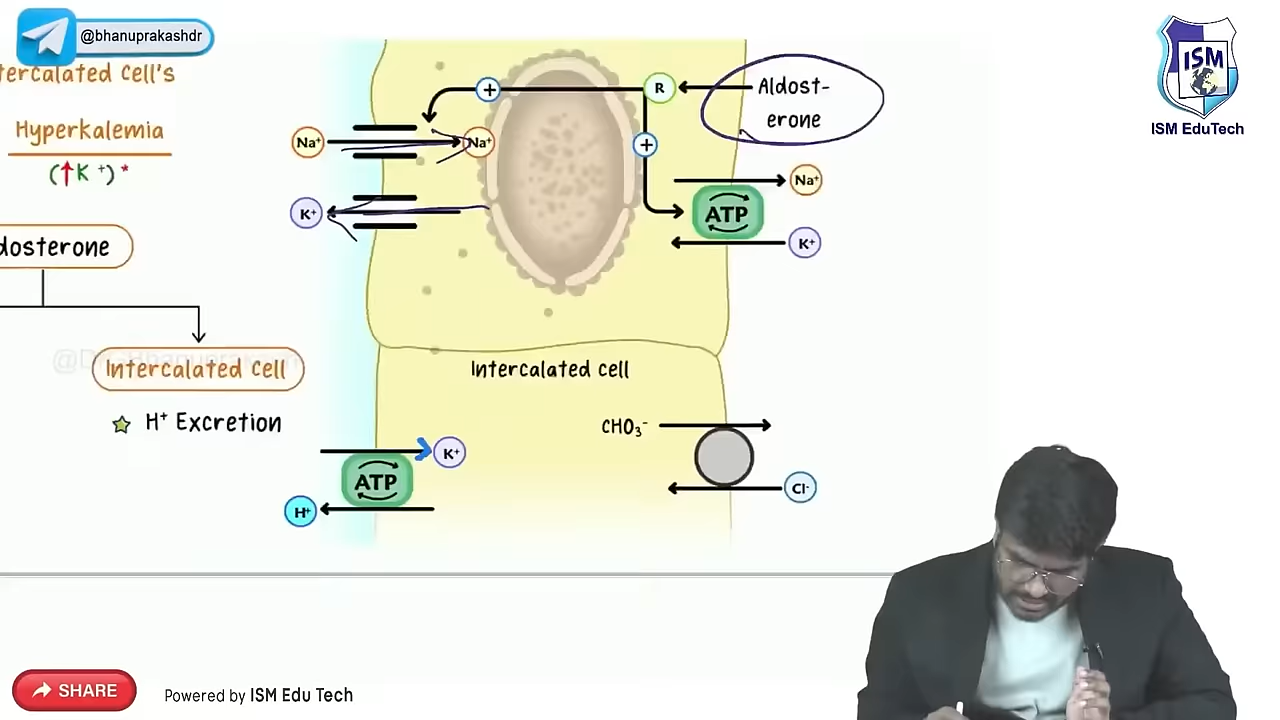 @bhanuprakashdr
ISM
ISM EduTech
tercalated Cell's
Hyperkalemia
(↑K⁺)*
dosterone
Intercalated Cell
☆ H⁺ Excretion
+
R
Aldost-
erone
Na⁺
Na⁺
+
Na⁺
K⁺
ATP
K⁺
Intercalated cell
CHO₃⁻
K⁺
ATP
H⁺
Cl⁻
SHARE
Powered by ISM Edu Tech